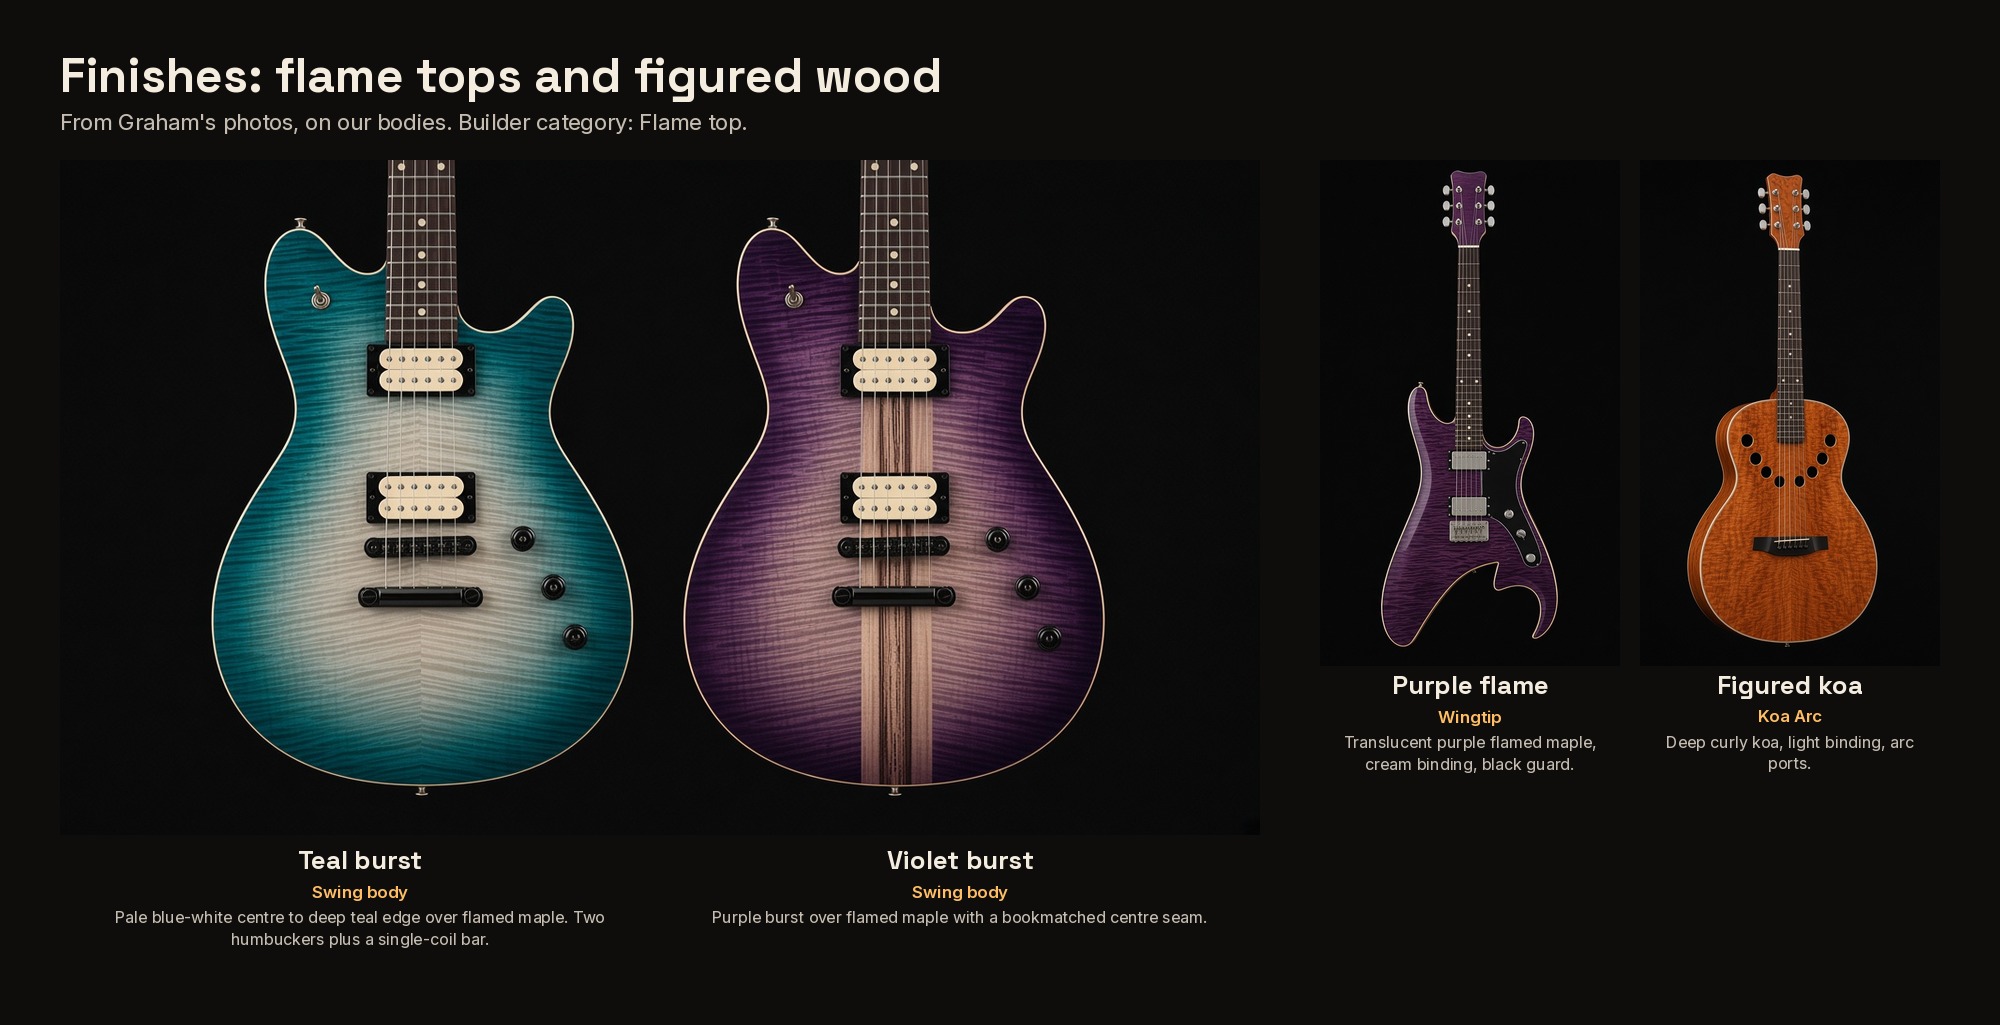 Finishes: flame tops and figured wood
From Graham's photos, on our bodies. Builder category: Flame top.
Teal burst
Swing body
Pale blue-white centre to deep teal edge over flamed maple. Two
humbuckers plus a single-coil bar.
Violet burst
Swing body
Purple burst over flamed maple with a bookmatched centre seam.
Purple flame
Wingtip
Translucent purple flamed maple,
cream binding, black guard.
Figured koa
Koa Arc
Deep curly koa, light binding, arc
ports.